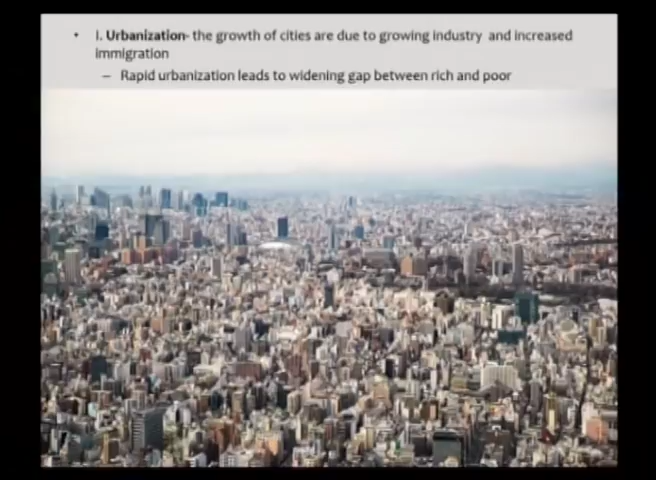 • I. Urbanization- the growth of cities are due to growing industry and increased
immigration
– Rapid urbanization leads to widening gap between rich and poor